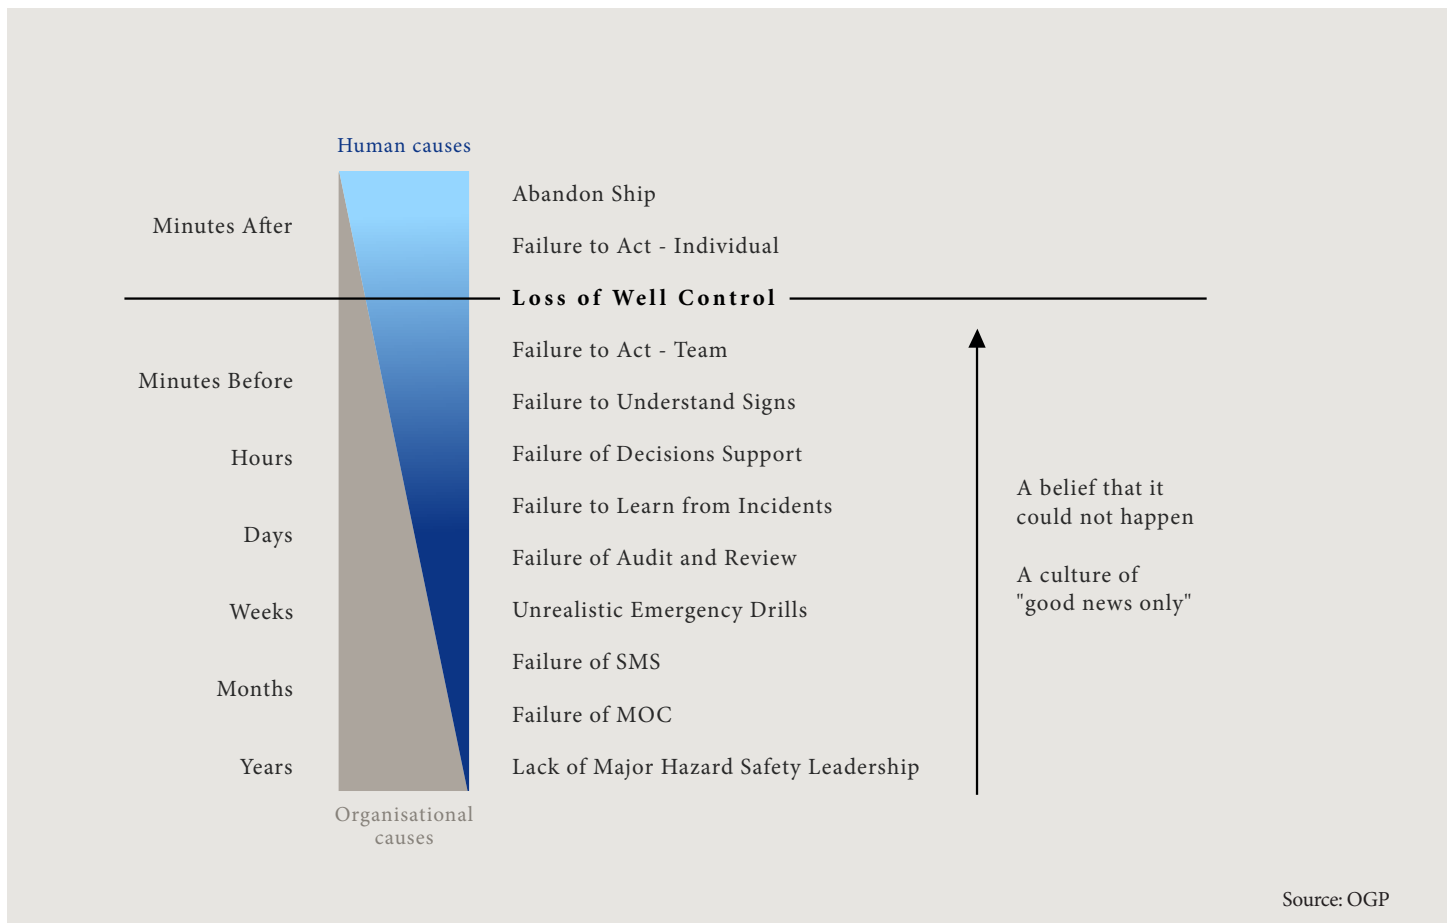 Human causes
Minutes After
Minutes Before
Hours
Days
Weeks
Months
Years
Organisational
causes
Abandon Ship
Failure to Act - Individual
Loss of Well Control
Failure to Act - Team
Failure to Understand Signs
Failure of Decisions Support
Failure to Learn from Incidents
Failure of Audit and Review
Unrealistic Emergency Drills
Failure of SMS
Failure of MOC
Lack of Major Hazard Safety Leadership
A belief that it
could not happen
A culture of
"good news only"
Source: OGP